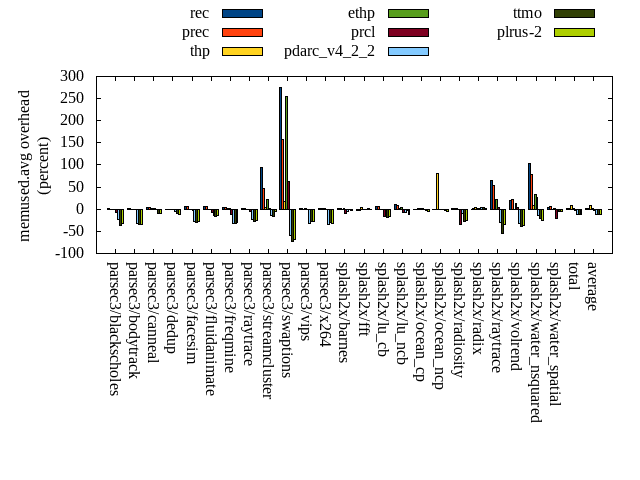 rec
ethp
ttmo
prec
prcl
plrus-2
thp
pdarc_v4_2_2
memused.avg overhead
(percent)
300
250
200
150
100
50
0
-50
-100
parsec3/blackscholes
parsec3/bodytrack
parsec3/canneal
parsec3/dedup
parsec3/facesim
parsec3/fluidanimate
parsec3/freqmine
parsec3/raytrace
parsec3/streamcluster
parsec3/swaptions
parsec3/vips
parsec3/x264
splash2x/barnes
splash2x/fft
splash2x/lu_cb
splash2x/lu_ncb
splash2x/ocean_cp
splash2x/ocean_ncp
splash2x/radiosity
splash2x/radix
splash2x/raytrace
splash2x/volrend
splash2x/water_nsquared
splash2x/water_spatial
total
average